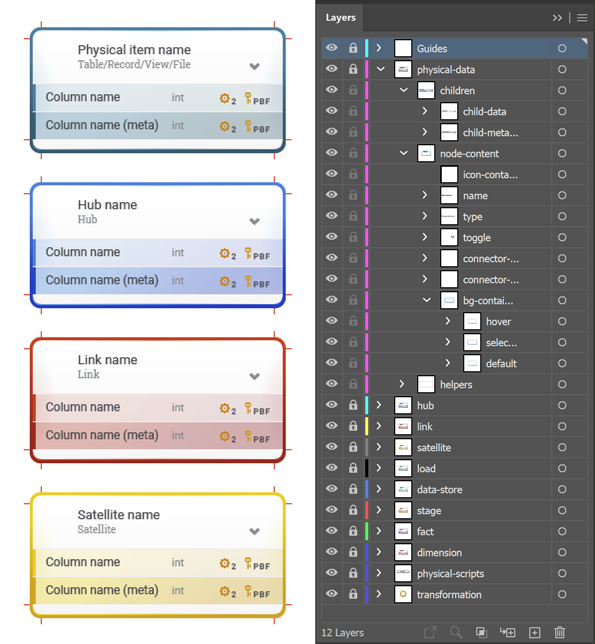 Physical item name
Table/Record/View/File
Column name int 2 PBF
Column name (meta) int 2 PBF
Hub name
Hub
Column name int 2 PBF
Column name (meta) int 2 PBF
Link name
Link
Column name int 2 PBF
Column name (meta) int 2 PBF
Satellite name
Satellite
Column name int 2 PBF
Column name (meta) int 2 PBF
Layers
Guides
physical-data
children
child-data
child-meta...
node-content
icon-conta...
name
type
toggle
connector-...
connector-...
bg-contai...
hover
selec...
default
helpers
hub
link
satellite
load
data-store
stage
fact
dimension
physical-scripts
transformation
12 Layers